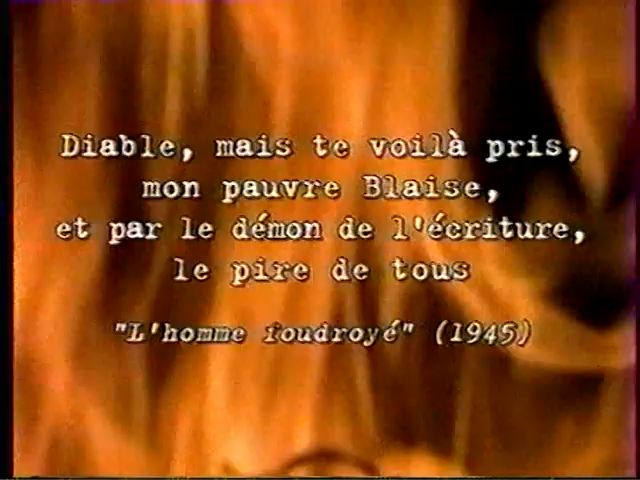 Diable, mais te voilà pris,
mon pauvre Blaise,
et par le démon de l'écriture,
le pire de tous
"L'homme foudroyé" (1945)